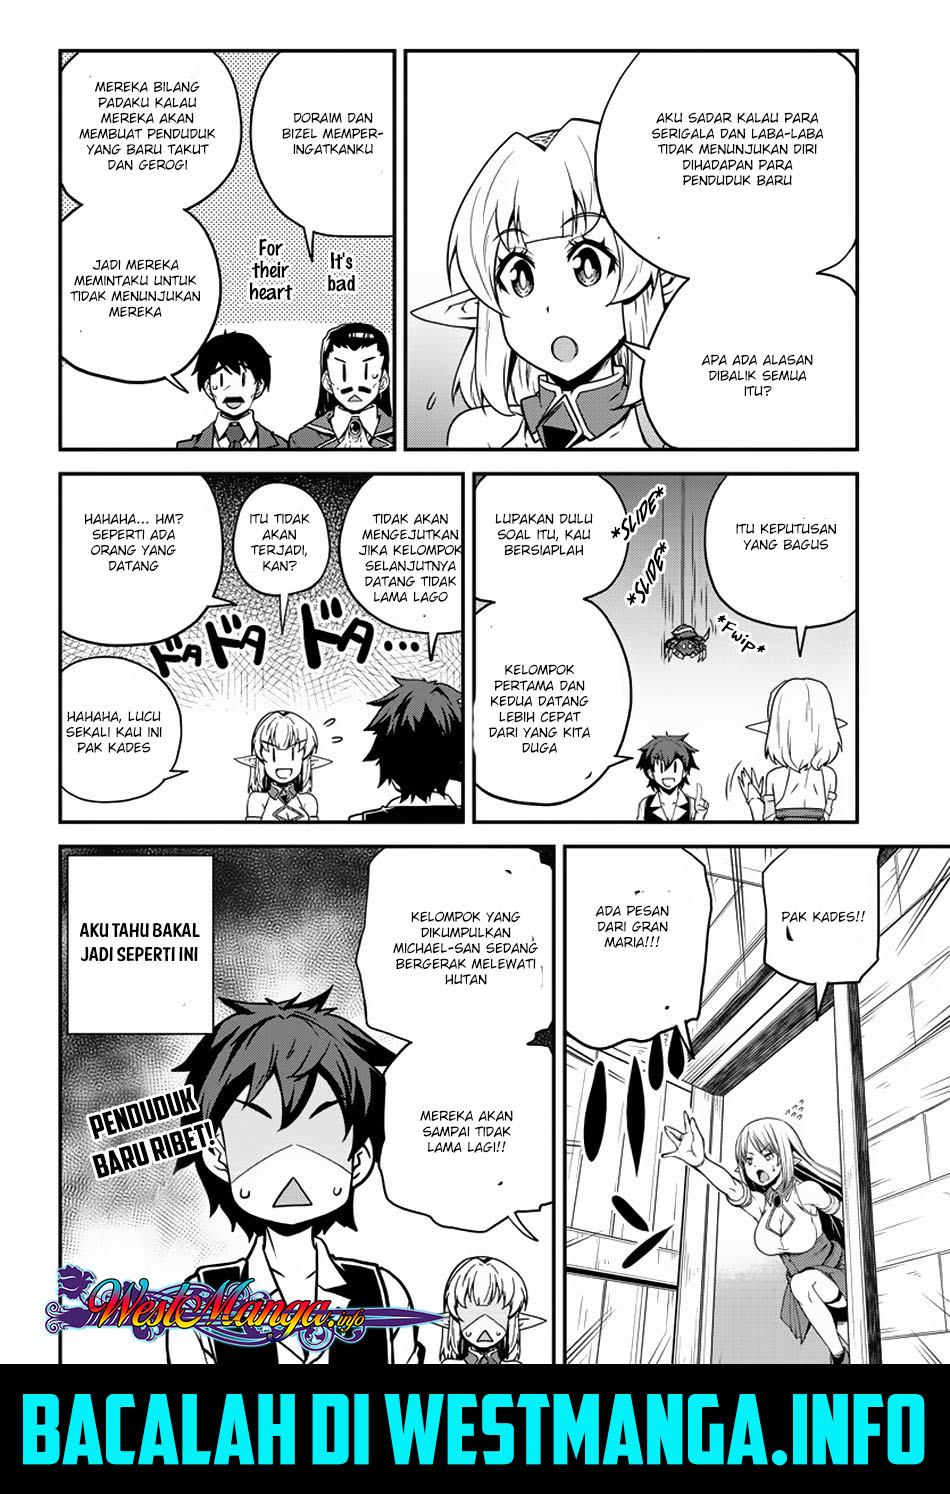 AKU SADAR KALAU PARA
SERIGALA DAN LABA-LABA
TIDAK MENUNJUKAN DIRI
DIHADAPAN PARA
PENDUDUK BARU
APA ADA ALASAN
DIBALIK SEMUA
ITU?
DORAIM DAN
BIZEL MEMPER-
INGATKANKU
It's
bad
MEREKA BILANG
PADAKU KALAU
MEREKA AKAN
MEMBUAT PENDUDUK
YANG BARU TAKUT
DAN GEROGI
For
their
heart
JADI MEREKA
MEMINTAKU UNTUK
TIDAK MENUNJUKAN
MEREKA
ITU KEPUTUSAN
YANG BAGUS
*SLIDE*
*SLIDE*
*FWIP*
LUPAKAN DULU
SOAL ITU, KAU
BERSIAPLAH
KELOMPOK
PERTAMA DAN
KEDUA DATANG
LEBIH CEPAT
DARI YANG KITA
DUGA
TIDAK AKAN
MENGEJUTKAN
JIKA KELOMPOK
SELANJUTNYA
DATANG TIDAK
LAMA LAGO
ITU TIDAK
AKAN
TERJADI,
KAN?
HAHAHA... HM?
SEPERTI ADA
ORANG YANG
DATANG
ドタドタ ドタ...
HAHAHA, LUCU
SEKALI KAU INI
PAK KADES
PAK KADES!!
ADA PESAN
DARI GRAN
MARIA!!!
KELOMPOK YANG
DIKUMPULKAN
MICHAEL-SAN SEDANG
BERGERAK MELEWATI
HUTAN
MEREKA AKAN
SAMPAI TIDAK
LAMA LAGI!!
AKU TAHU BAKAL
JADI SEPERTI INI
PENDUDUK
BARU RIBET!
WestManga.info
BACALAH DI WESTMANGA.INFO